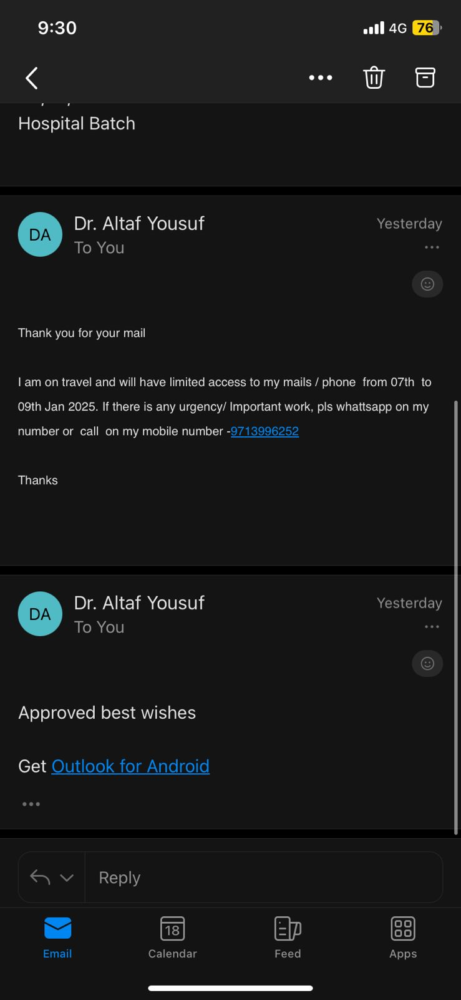 9:30
4G 76
Hospital Batch
DA
Dr. Altaf Yousuf
Yesterday
To You
Thank you for your mail
I am on travel and will have limited access to my mails / phone  from 07th  to
09th Jan 2025. If there is any urgency/ Important work, pls whattsapp on my
number or  call  on my mobile number -9713996252
Thanks
DA
Dr. Altaf Yousuf
Yesterday
To You
Approved best wishes
Get Outlook for Android
Reply
18
Email
Calendar
Feed
Apps